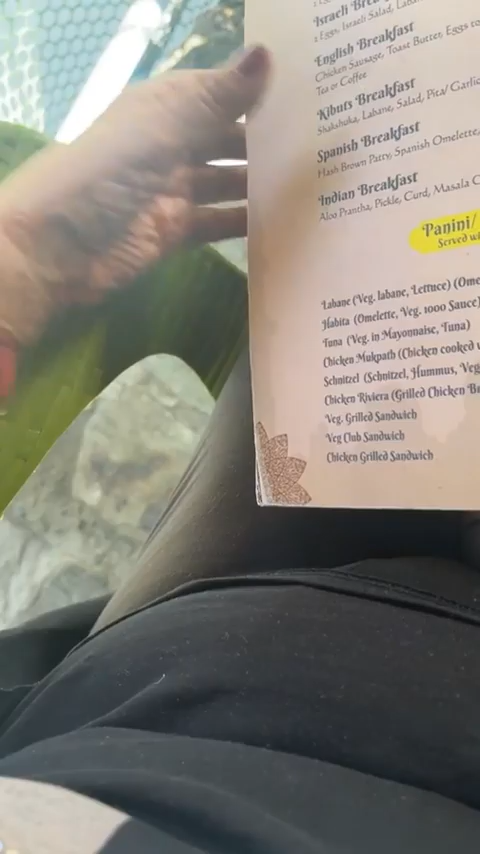 Israeli
2 Eggs, Israeli Salad,
English Breakfast
Chicken Sausage, Toast Butter, Eggs to
Tea or Coffee
Kibuts Breakfast
Shakshuka, Labane, Salad, Pita/ Garlic
Spanish Breakfast
Hash Brown Patty, Spanish Omelette,
Indian Breakfast
Aloo Prantha, Pickle, Curd, Masala C
Panini/
Served wi
Labane (Veg. labane, Lettuce) (Ome
Habita (Omelette, Veg. 1000 Sauce)
Tuna (Veg. in Mayonnaise, Tuna)
Chicken Mukpath (Chicken cooked w
Schnitzel (Schnitzel, Hummus, Veg
Chicken Riviera (Grilled Chicken Br
Veg. Grilled Sandwich
Veg Club Sandwich
Chicken Grilled Sandwich